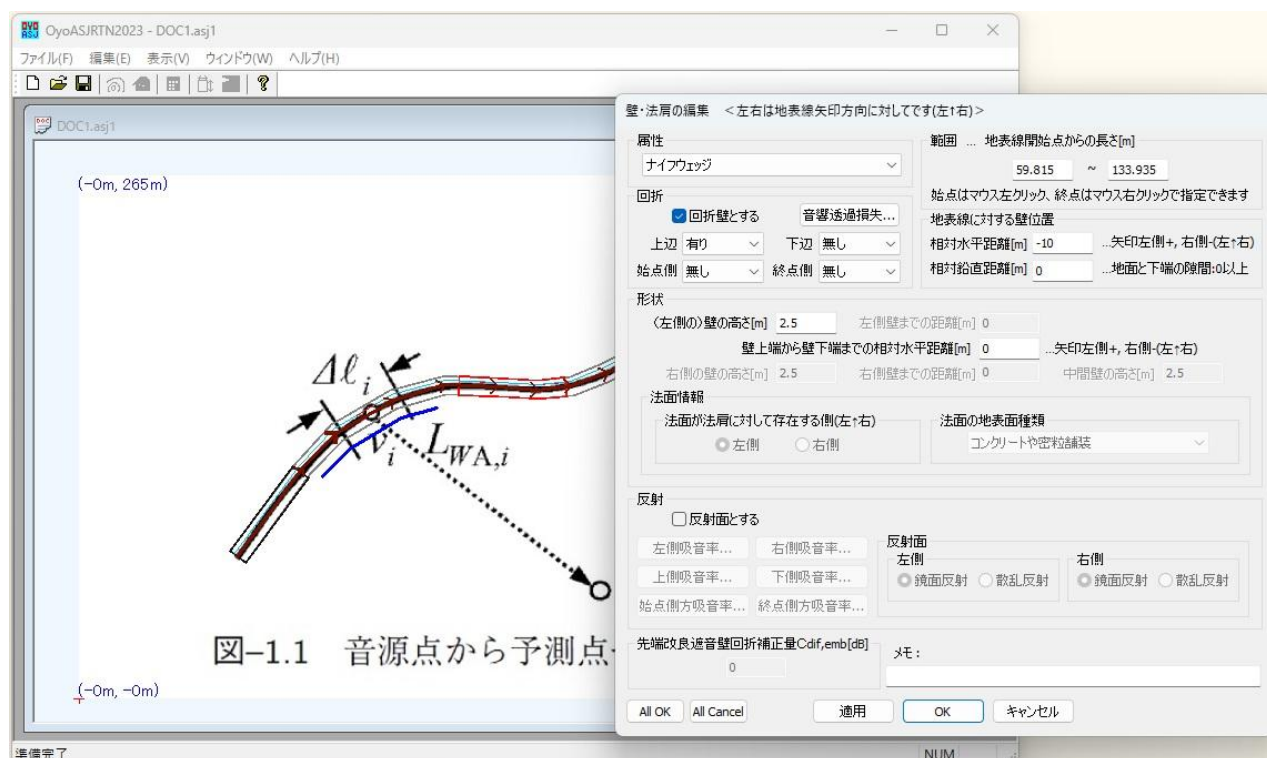 OyoASJRTN2023 - DOC1.asj1
ファイル(F) 編集(E) 表示(V) ウィンドウ(W) ヘルプ(H)
DOC1.asj1
(-0m, 265m)
Δℓi
vi
LWA,i
図-1.1 音源点から予測点
(-0m, -0m)
準備完了
NUM
壁・法肩の編集 <左右は地表線矢印方向に対してです(左↑右)>
属性
ナイフウェッジ
範囲 ... 地表線開始点からの長さ[m]
59.815 ~ 133.935
始点はマウス左クリック、終点はマウス右クリックで指定できます
回折
回折壁とする 音響透過損失...
上辺 有り 下辺 無し
始点側 無し 終点側 無し
地表線に対する壁位置
相対水平距離[m] -10 ...矢印左側+, 右側-(左↑右)
相対鉛直距離[m] 0 ...地面と下端の隙間:0以上
形状
(左側の)壁の高さ[m] 2.5 左側壁までの距離[m] 0
壁上端から壁下端までの相対水平距離[m] 0 ...矢印左側+, 右側-(左↑右)
右側の壁の高さ[m] 2.5 右側壁までの距離[m] 0 中間壁の高さ[m] 2.5
法面情報
法面が法肩に対して存在する側(左↑右)
左側 右側
法面の地表面種類
コンクリートや密粒舗装
反射
反射面とする
左側吸音率... 右側吸音率...
上側吸音率... 下側吸音率...
始点側方吸音率... 終点側方吸音率...
反射面
左側
鏡面反射 散乱反射
右側
鏡面反射 散乱反射
先端改良遮音壁回折補正量Cdif,emb[dB]
0
メモ:
All OK All Cancel 適用 OK キャンセル